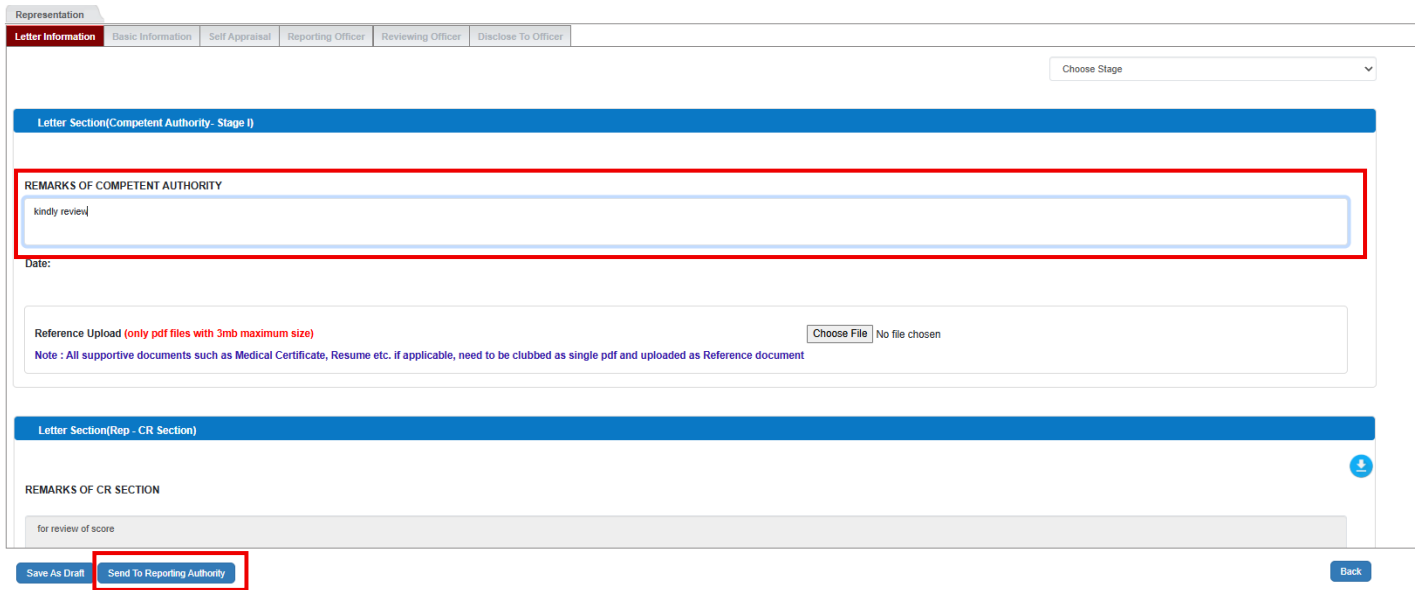 Representation
Letter Information Basic Information Self Appraisal Reporting Officer Reviewing Officer Disclose To Officer
Choose Stage
Letter Section(Competent Authority- Stage I)
REMARKS OF COMPETENT AUTHORITY
kindly review
Date:
Reference Upload (only pdf files with 3mb maximum size) Choose File No file chosen
Note : All supportive documents such as Medical Certificate, Resume etc. if applicable, need to be clubbed as single pdf and uploaded as Reference document
Letter Section(Rep - CR Section)
REMARKS OF CR SECTION
for review of score
Save As Draft Send To Reporting Authority Back